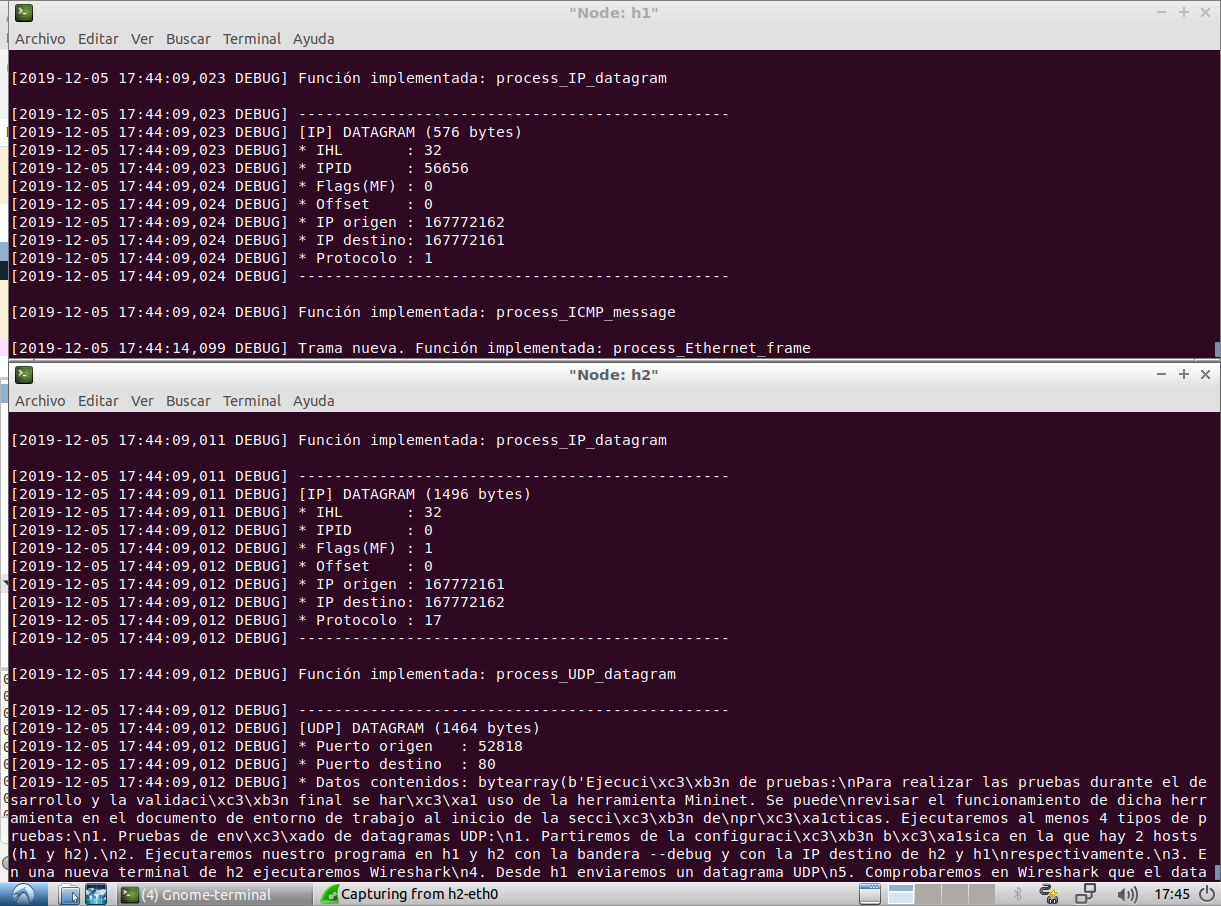 "Node: h1"
Archivo Editar Ver Buscar Terminal Ayuda
[2019-12-05 17:44:09,023 DEBUG] Función implementada: process_IP_datagram
[2019-12-05 17:44:09,023 DEBUG] ------------------------------------------------
[2019-12-05 17:44:09,023 DEBUG] [IP] DATAGRAM (576 bytes)
[2019-12-05 17:44:09,023 DEBUG] * IHL       : 32
[2019-12-05 17:44:09,023 DEBUG] * IPID      : 56656
[2019-12-05 17:44:09,024 DEBUG] * Flags(MF) : 0
[2019-12-05 17:44:09,024 DEBUG] * Offset    : 0
[2019-12-05 17:44:09,024 DEBUG] * IP origen : 167772162
[2019-12-05 17:44:09,024 DEBUG] * IP destino: 167772161
[2019-12-05 17:44:09,024 DEBUG] * Protocolo : 1
[2019-12-05 17:44:09,024 DEBUG] ------------------------------------------------
[2019-12-05 17:44:09,024 DEBUG] Función implementada: process_ICMP_message
[2019-12-05 17:44:14,099 DEBUG] Trama nueva. Función implementada: process_Ethernet_frame
"Node: h2"
Archivo Editar Ver Buscar Terminal Ayuda
[2019-12-05 17:44:09,011 DEBUG] Función implementada: process_IP_datagram
[2019-12-05 17:44:09,011 DEBUG] ------------------------------------------------
[2019-12-05 17:44:09,011 DEBUG] [IP] DATAGRAM (1496 bytes)
[2019-12-05 17:44:09,011 DEBUG] * IHL       : 32
[2019-12-05 17:44:09,012 DEBUG] * IPID      : 0
[2019-12-05 17:44:09,012 DEBUG] * Flags(MF) : 1
[2019-12-05 17:44:09,012 DEBUG] * Offset    : 0
[2019-12-05 17:44:09,012 DEBUG] * IP origen : 167772161
[2019-12-05 17:44:09,012 DEBUG] * IP destino: 167772162
[2019-12-05 17:44:09,012 DEBUG] * Protocolo : 17
[2019-12-05 17:44:09,012 DEBUG] ------------------------------------------------
[2019-12-05 17:44:09,012 DEBUG] Función implementada: process_UDP_datagram
[2019-12-05 17:44:09,012 DEBUG] ------------------------------------------------
[2019-12-05 17:44:09,012 DEBUG] [UDP] DATAGRAM (1464 bytes)
[2019-12-05 17:44:09,012 DEBUG] * Puerto origen   : 52818
[2019-12-05 17:44:09,012 DEBUG] * Puerto destino  : 80
[2019-12-05 17:44:09,012 DEBUG] * Datos contenidos: bytearray(b'Ejecuci\xc3\xb3n de pruebas:\nPara realizar las pruebas durante el de
sarrollo y la validaci\xc3\xb3n final se har\xc3\xa1 uso de la herramienta Mininet. Se puede\nrevisar el funcionamiento de dicha herr
amienta en el documento de entorno de trabajo al inicio de la secci\xc3\xb3n de\npr\xc3\xa1cticas. Ejecutaremos al menos 4 tipos de p
ruebas:\n1. Pruebas de env\xc3\xado de datagramas UDP:\n1. Partiremos de la configuraci\xc3\xb3n b\xc3\xa1sica en la que hay 2 hosts
(h1 y h2).\n2. Ejecutaremos nuestro programa en h1 y h2 con la bandera --debug y con la IP destino de h2 y h1\nrespectivamente.\n3. E
n una nueva terminal de h2 ejecutaremos Wireshark\n4. Desde h1 enviaremos un datagrama UDP\n5. Comprobaremos en Wireshark que el data
(4) Gnome-terminal
Capturing from h2-eth0
17:45